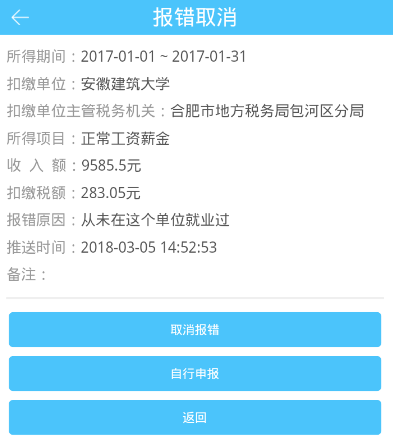 报错取消
所得期间：2017-01-01 ~ 2017-01-31
扣缴单位：安徽建筑大学
扣缴单位主管税务机关：合肥市地方税务局包河区分局
所得项目：正常工资薪金
收 入 额：9585.5元
扣缴税额：283.05元
报错原因：从未在这个单位就业过
推送时间：2018-03-05 14:52:53
备注：
取消报错
自行申报
返回